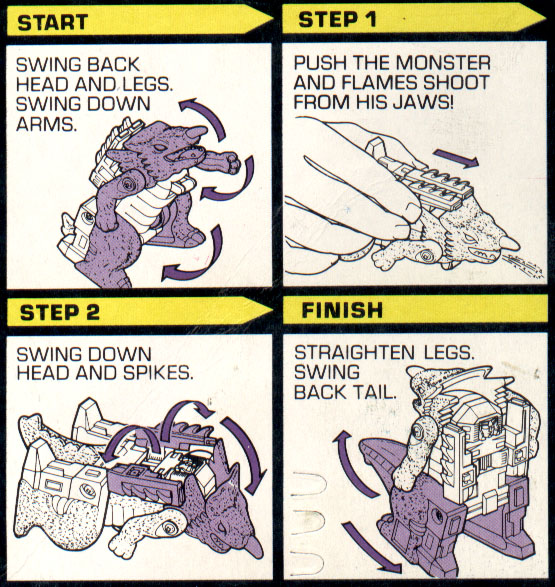 START
SWING BACK
HEAD AND LEGS.
SWING DOWN
ARMS.
STEP 1
PUSH THE MONSTER
AND FLAMES SHOOT
FROM HIS JAWS!
STEP 2
SWING DOWN
HEAD AND SPIKES.
FINISH
STRAIGHTEN LEGS.
SWING
BACK TAIL.